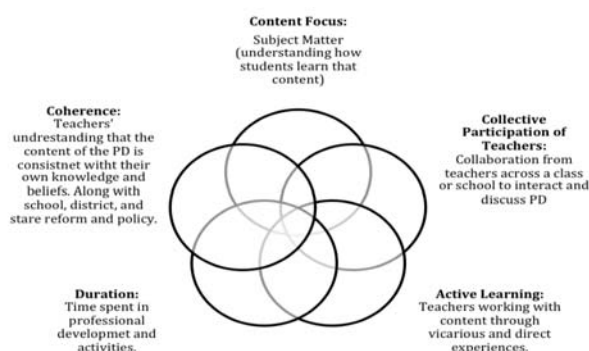 Content Focus:
Subject Matter
(understanding how
students learn that
content)
Coherence:
Teachers'
undrestanding that the
content of the PD is
consistnet witht their
own knowledge and
beliefs. Along with
school, district, and
stare reform and policy.
Collective
Participation of
Teachers:
Collaboration from
teachers across a class
or school to interact and
discuss PD
Duration:
Time spent in
professional
developmet and
activities.
Active Learning:
Teachers working with
content through
vicarious and direct
experiences.